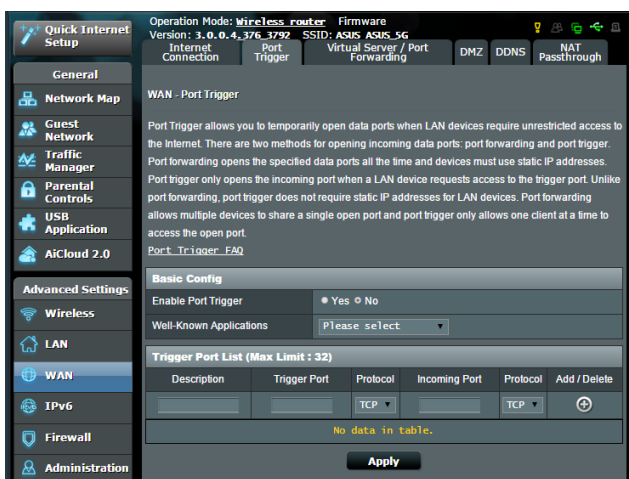 Operation Mode: Wireless router Firmware
Version: 3.0.0.4.376_3792 SSID: ASUS ASUS_5G
Quick Internet
Setup
General
Network Map
Guest
Network
Traffic
Manager
Parental
Controls
USB
Application
AiCloud 2.0
Advanced Settings
Wireless
LAN
WAN
IPv6
Firewall
Administration
Internet
Connection
Port
Trigger
Virtual Server / Port
Forwarding
DMZ
DDNS
NAT
Passthrough
WAN - Port Trigger
Port Trigger allows you to temporarily open data ports when LAN devices require unrestricted access to
the Internet. There are two methods for opening incoming data ports: port forwarding and port trigger.
Port forwarding opens the specified data ports all the time and devices must use static IP addresses.
Port trigger only opens the incoming port when a LAN device requests access to the trigger port. Unlike
port forwarding, port trigger does not require static IP addresses for LAN devices. Port forwarding
allows multiple devices to share a single open port and port trigger only allows one client at a time to
access the open port.
Port Trigger FAQ
Basic Config
Enable Port Trigger Yes No
Well-Known Applications Please select
Trigger Port List (Max Limit : 32)
Description Trigger Port Protocol Incoming Port Protocol Add / Delete
TCP TCP
No data in table.
Apply